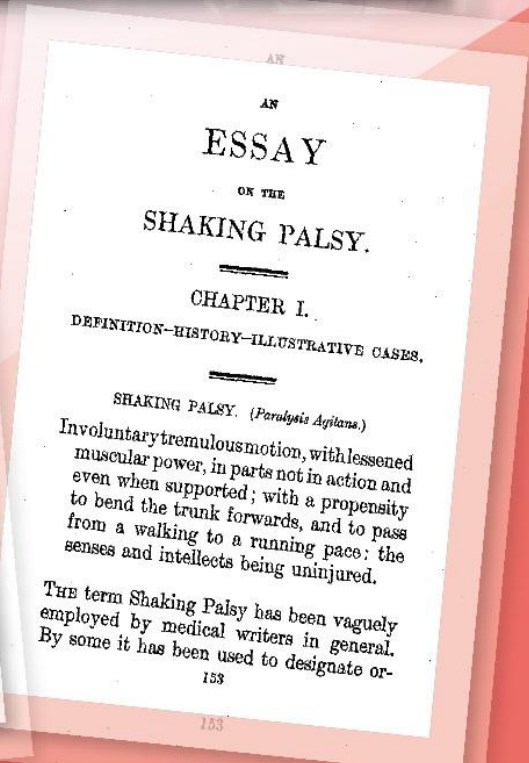 AN
AN
ESSAY
ON THE
SHAKING PALSY.
CHAPTER I.
DEFINITION—HISTORY—ILLUSTRATIVE CASES.
SHAKING PALSY. (Paralysis Agitans.)
Involuntary tremulous motion, with lessened
muscular power, in parts not in action and
even when supported; with a propensity
to bend the trunk forwards, and to pass
from a walking to a running pace: the
senses and intellects being uninjured.
THE term Shaking Palsy has been vaguely
employed by medical writers in general.
By some it has been used to designate or-
153
153